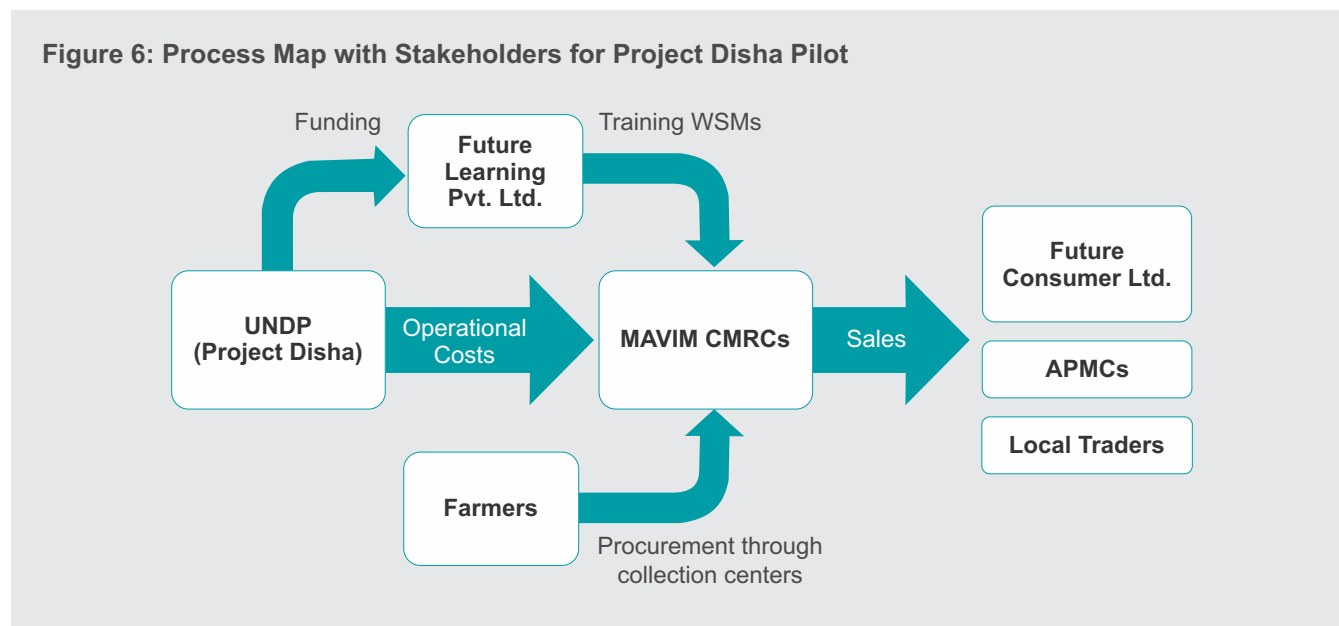 Figure 6: Process Map with Stakeholders for Project Disha Pilot
Funding
Training WSMs
Future
Learning
Pvt. Ltd.
Future
Consumer Ltd.
UNDP
(Project Disha)
Operational
Costs
MAVIM CMRCs
Sales
APMCs
Local Traders
Farmers
Procurement through
collection centers